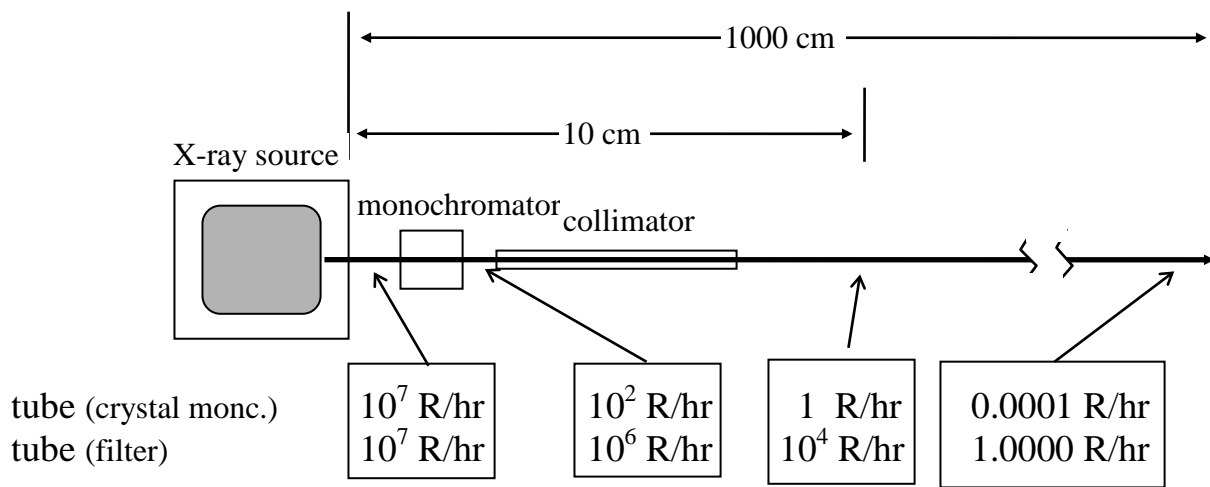 1000 cm
10 cm
X-ray source
monochromator
collimator
tube (crystal monc.) 10⁷ R/hr 10² R/hr 1 R/hr 0.0001 R/hr
tube (filter) 10⁷ R/hr 10⁶ R/hr 10⁴ R/hr 1.0000 R/hr